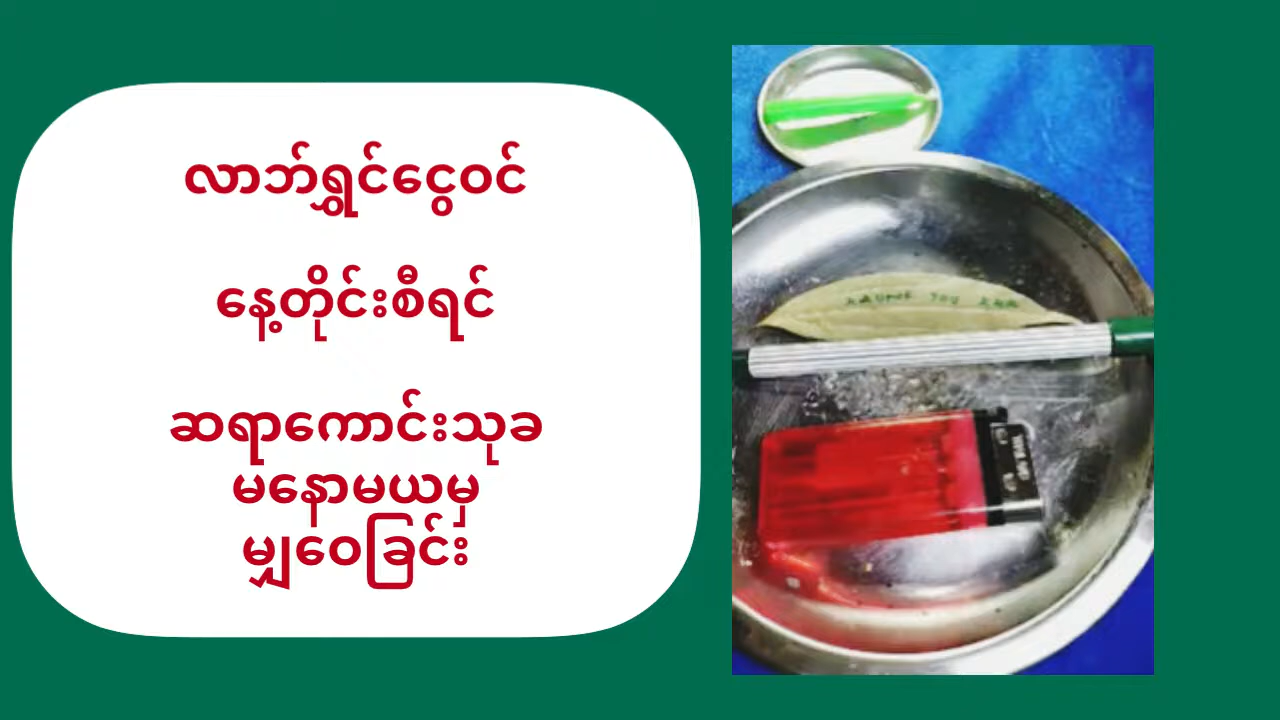 လာဘ်ရွှင်ငွေဝင်
နေ့တိုင်းစီရင်
ဆရာကောင်းသုခ
မနောမယမှ
မျှဝေခြင်း